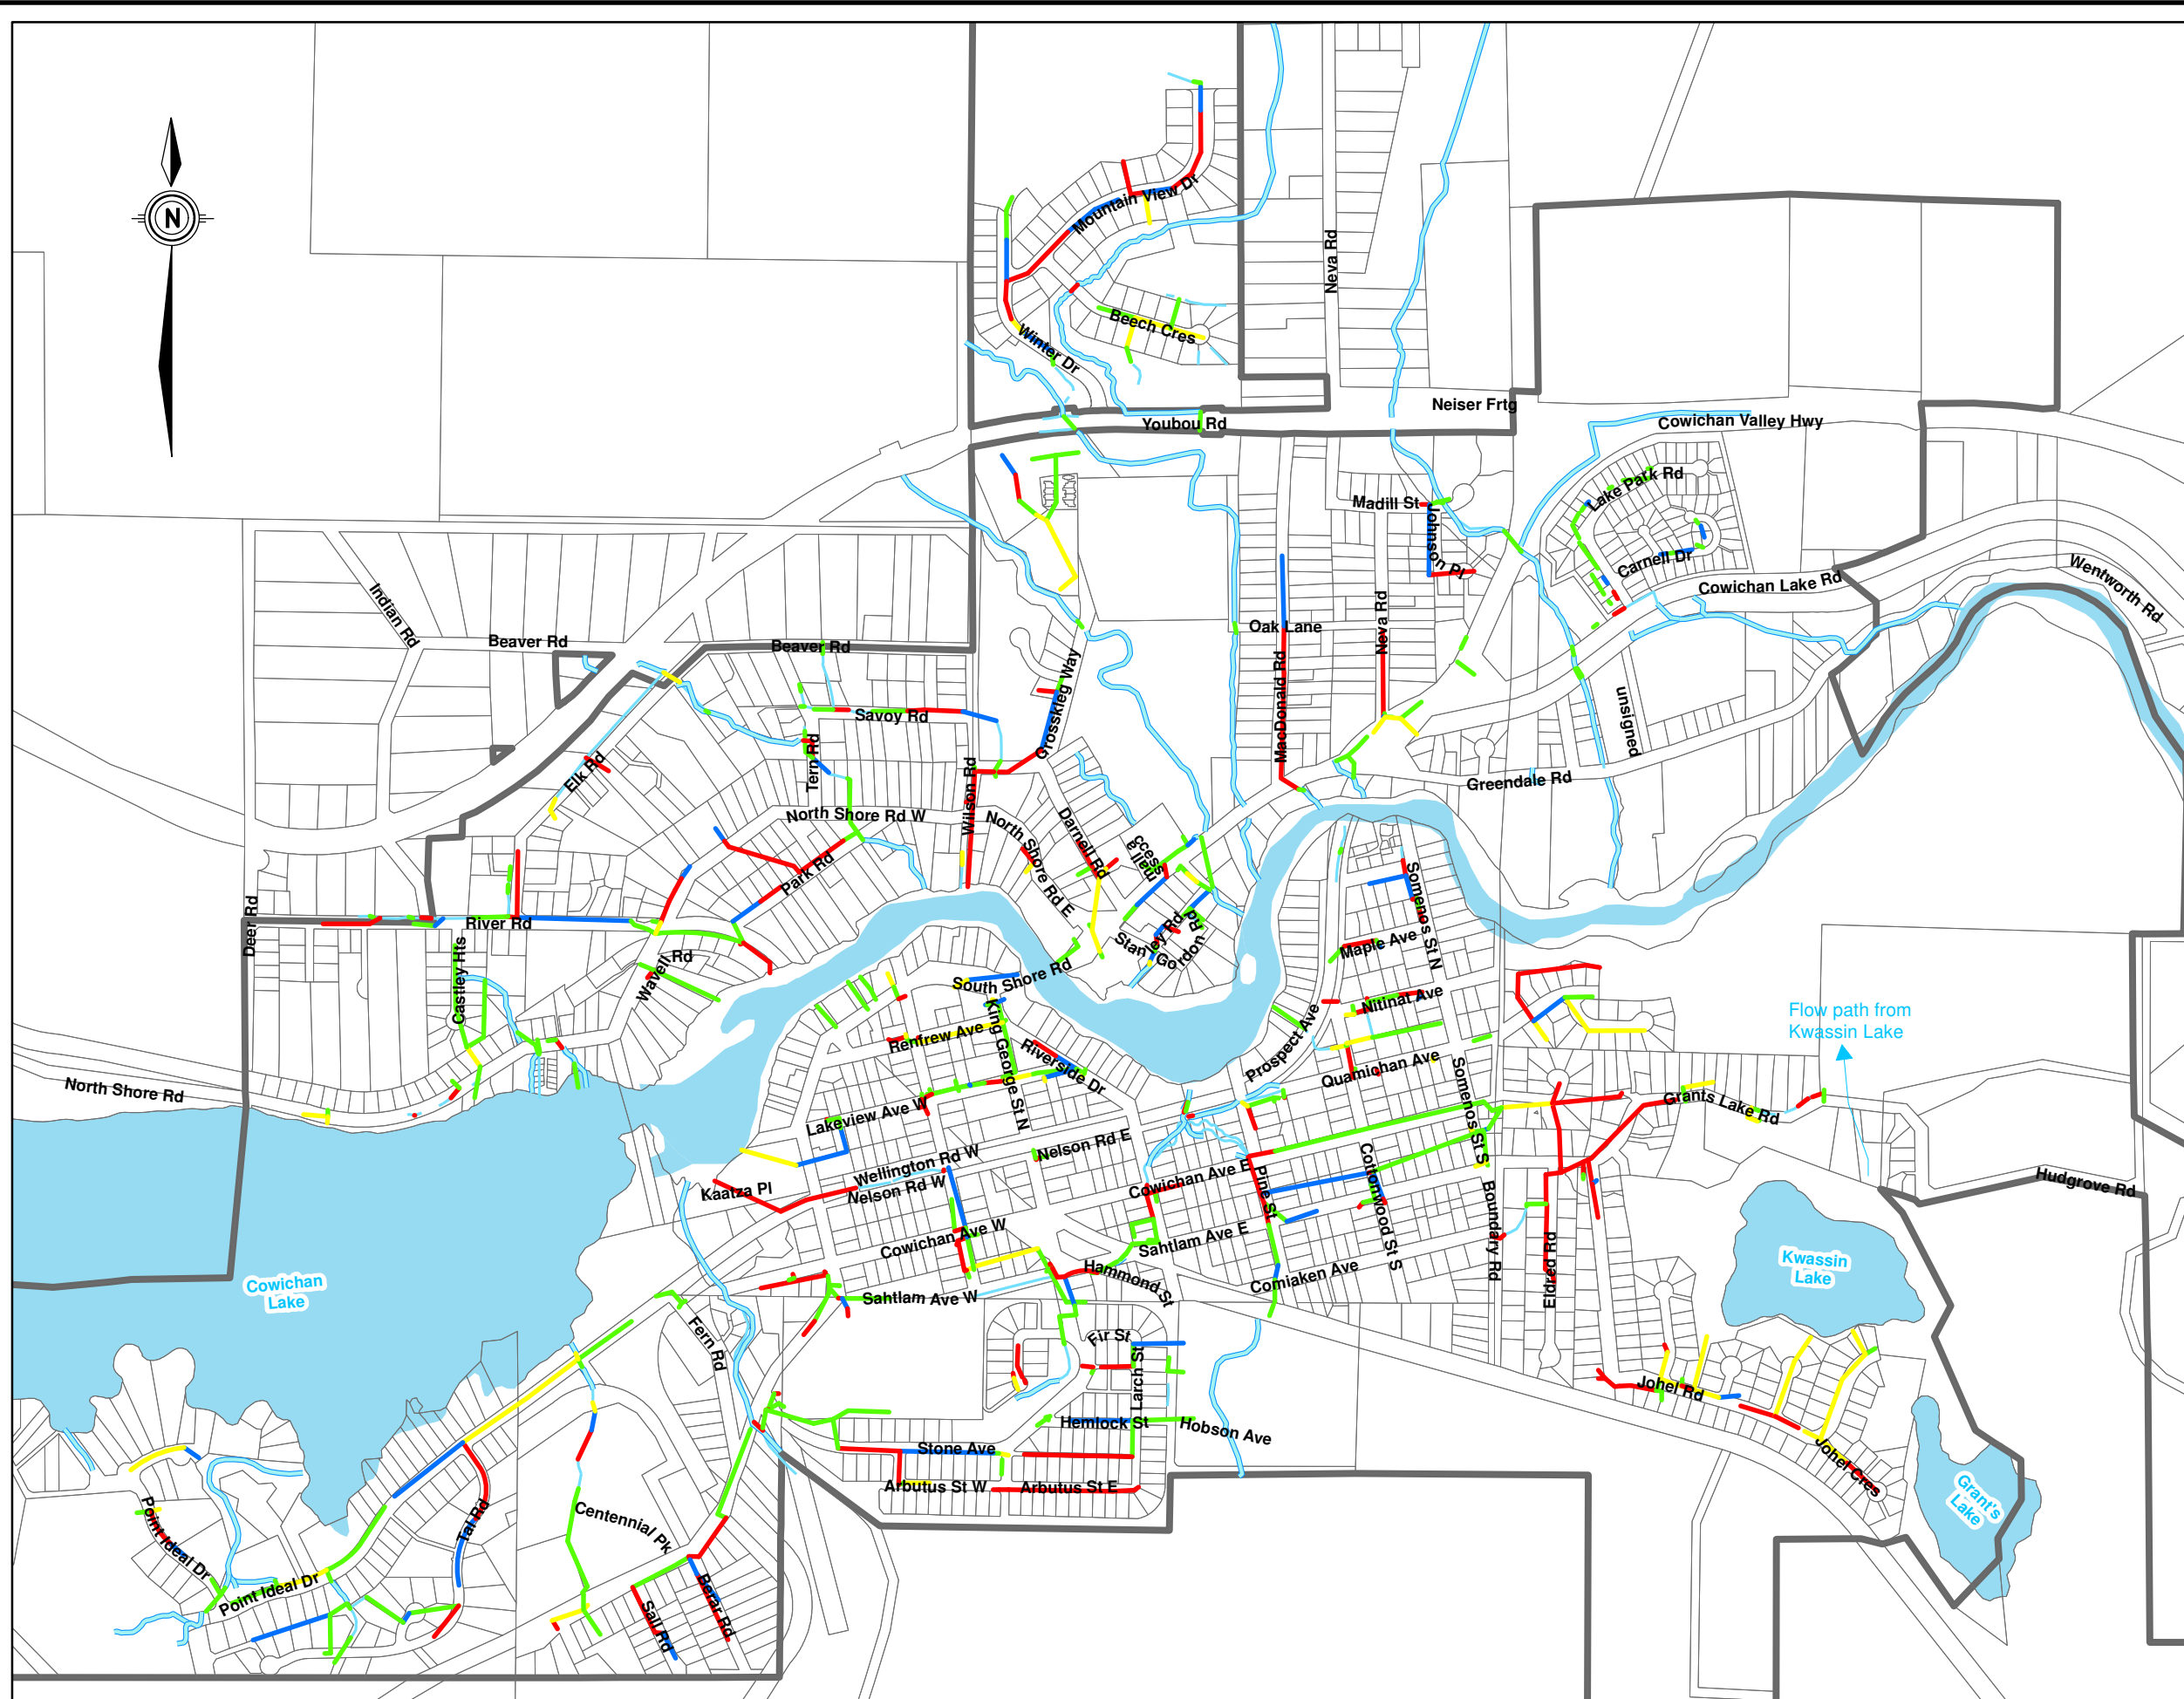 N
Mountain View Dr
Neva Rd
Beech Cres
Winter Dr
Neiser Frtg
Youbou Rd
Cowichan Valley Hwy
Lake Park Rd
Madill St
Johnson Pl
Carnell Dr
Cowichan Lake Rd
Wentworth Rd
Indian Rd
Beaver Rd
Beaver Rd
Oak Lane
Neva Rd
MacDonald Rd
Grosskleg Way
Savoy Rd
unsigned
Tern Rd
Elk Rd
Wilson Rd
Greendale Rd
North Shore Rd W
North Shore Rd E
Darnell Rd
Park Rd
Somenos St N
Deer Rd
River Rd
Stanley Rd
Gordon Rd
Maple Ave
Castley Hts
Wavell Rd
South Shore Rd
Nitinat Ave
King George St N
Renfrew Ave
Riverside Dr
Prospect Ave
Flow path from
Kwassin Lake
Quamichan Ave
Somenos St S
North Shore Rd
Lakeview Ave W
Grants Lake Rd
Nelson Rd E
Wellington Rd W
Kaatza Pl
Nelson Rd W
Cowichan Ave E
Pine St
Cottonwood St S
Boundary Rd
Hudgrove Rd
Cowichan Ave W
Sahtlam Ave E
Eldred Rd
Kwassin
Lake
Cowichan
Lake
Hammond St
Comiaken Ave
Sahtlam Ave W
Fern Rd
Fir St
Larch St
Johel Rd
Hemlock St
Hobson Ave
Stone Ave
Johel Cres
Arbutus St W
Arbutus St E
Grant's
Lake
Point Ideal Dr
Tal Rd
Centennial Pk
Point Ideal Dr
Berar Rd
Sall Rd